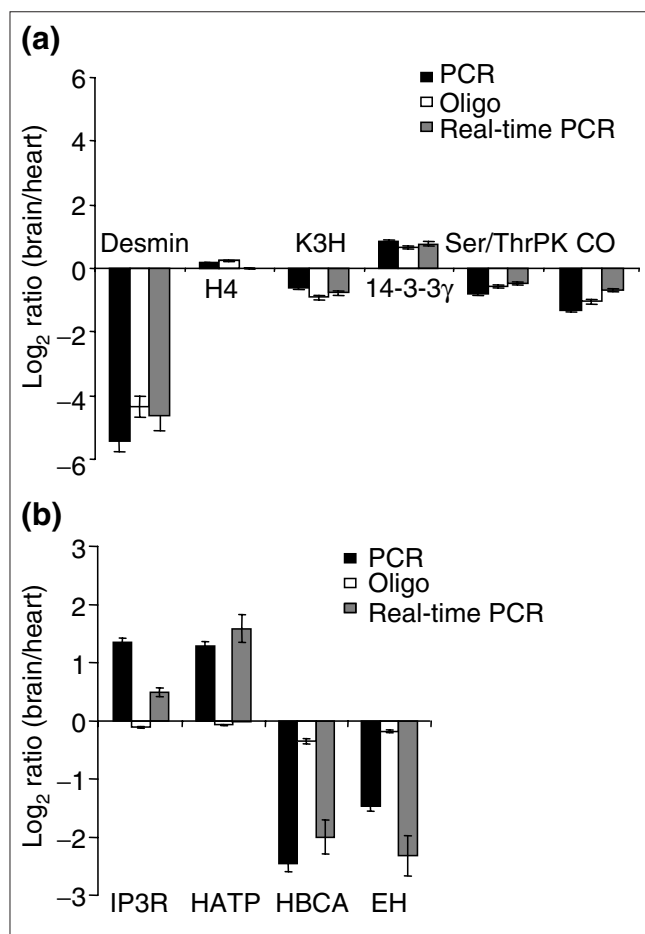 (a)
6
4
2
0
−2
−4
−6
Log₂ ratio (brain/heart)
PCR
Oligo
Real-time PCR
Desmin
H4
K3H
14-3-3γ
Ser/ThrPK CO
(b)
3
2
1
0
−1
−2
−3
Log₂ ratio (brain/heart)
PCR
Oligo
Real-time PCR
IP3R HATP HBCA EH